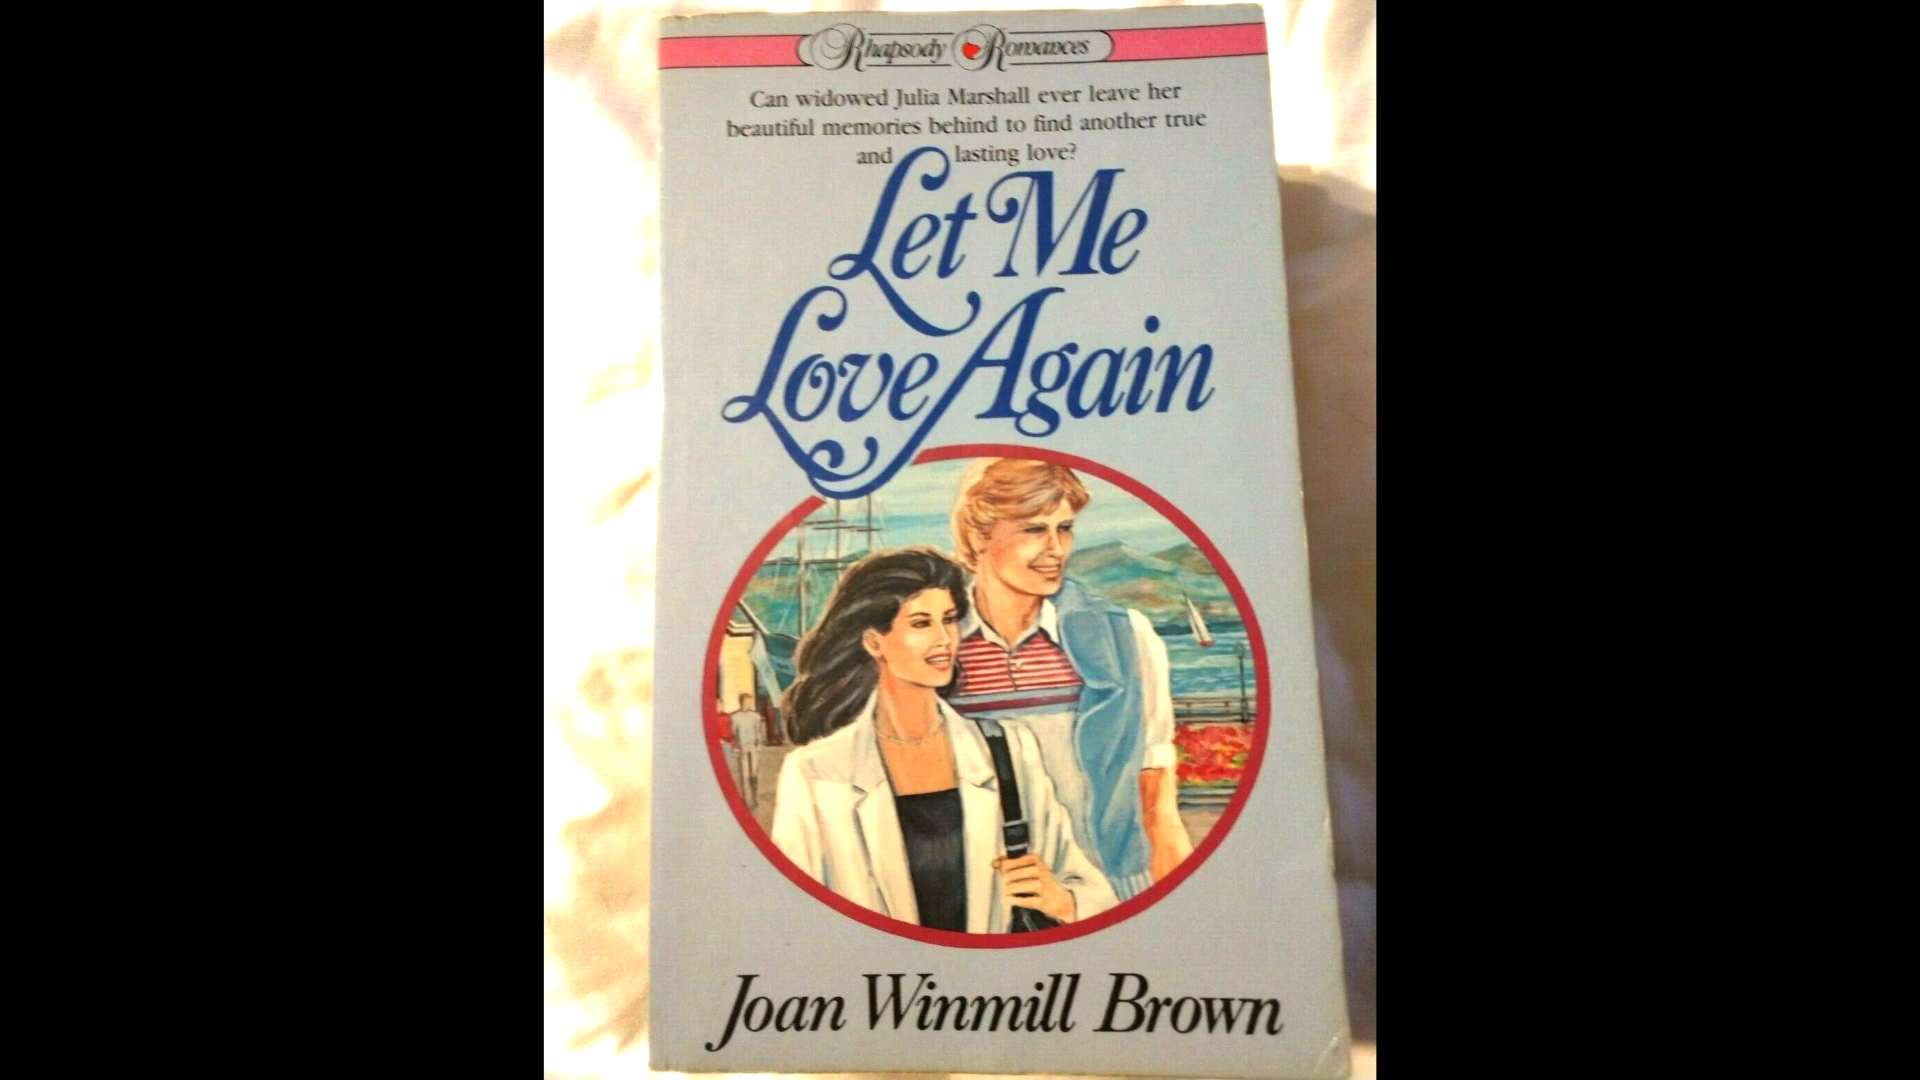 Rhapsody Romances
Can widowed Julia Marshall ever leave her
beautiful memories behind to find another true
and lasting love?
Let Me
Love Again
Joan Winmill Brown